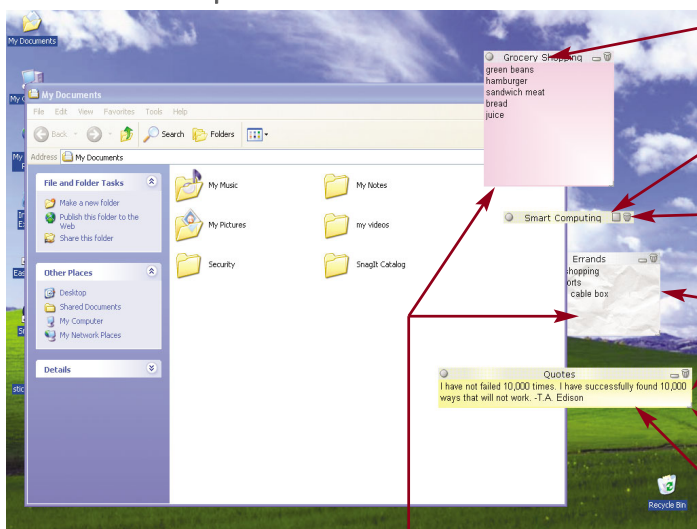 My Documents
My Documents
File Edit View Favorites Tools Help
Back Search Folders
Address My Documents
File and Folder Tasks
Make a new folder
Publish this folder to the
Web
Share this folder
Other Places
Desktop
Shared Documents
My Computer
My Network Places
Details
My Music
My Notes
My Pictures
my videos
Security
SnagIt Catalog
Grocery Shopping
green beans
hamburger
sandwich meat
bread
juice
Smart Computing
Errands
shopping
cable box
Quotes
I have not failed 10,000 times. I have successfully found 10,000
ways that will not work. -T.A. Edison
Recycle Bin